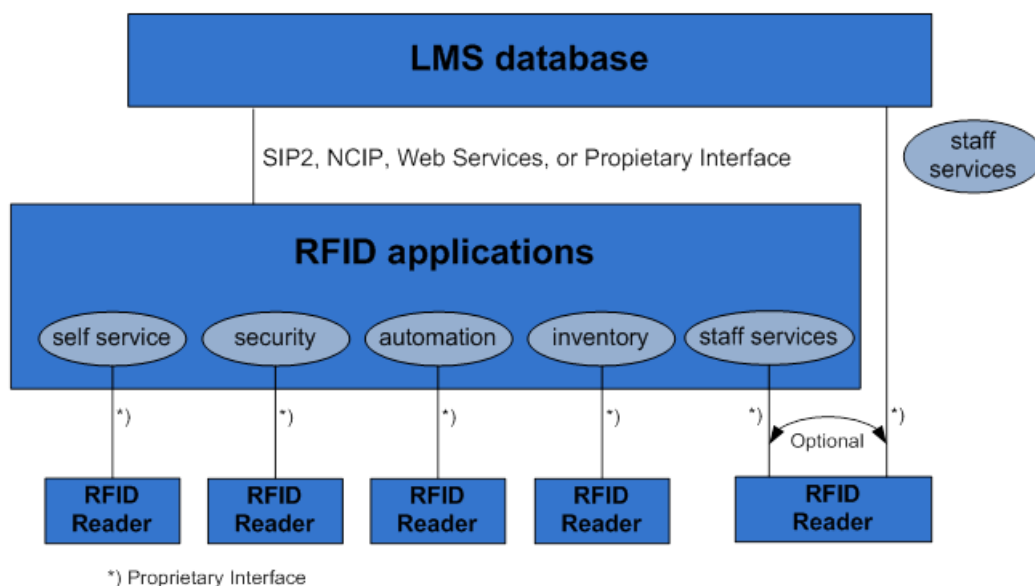 LMS database
staff
services
SIP2, NCIP, Web Services, or Propietary Interface
RFID applications
self service
security
automation
inventory
staff services
*)
*)
*)
*)
*)
*)
Optional
RFID
Reader
RFID
Reader
RFID
Reader
RFID
Reader
RFID
Reader
*) Proprietary Interface